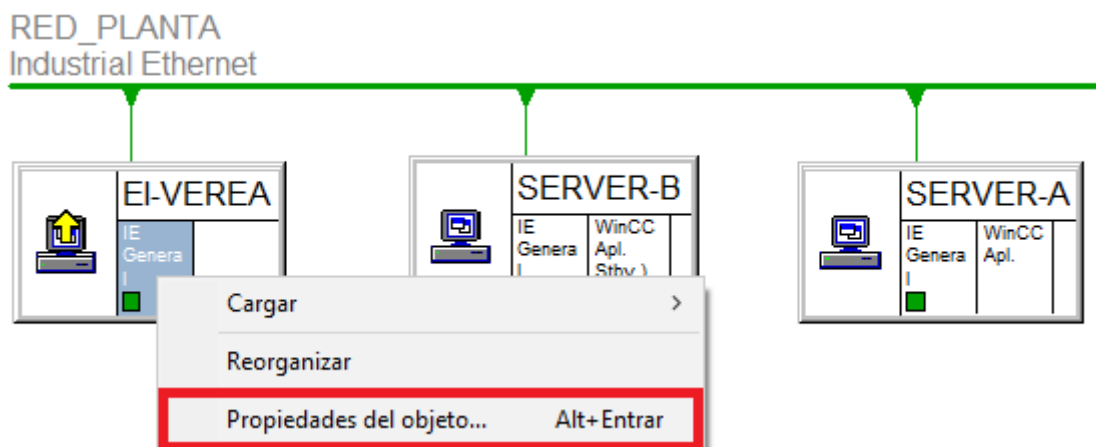 RED_PLANTA
Industrial Ethernet
EI-VEREA
IE
Genera
l
SERVER-B
IE
Genera
l
WinCC
Apl.
Stby.)
SERVER-A
IE
Genera
l
WinCC
Apl.
Cargar >
Reorganizar
Propiedades del objeto... Alt+Entrar